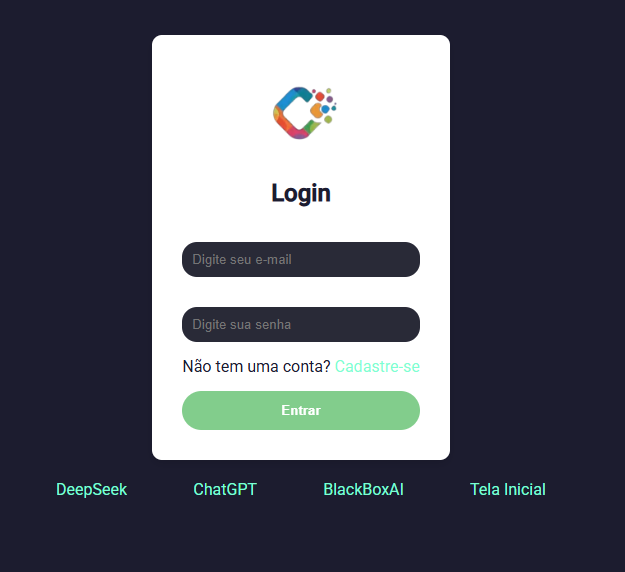 Login
Digite seu e-mail
Digite sua senha
Não tem uma conta? Cadastre-se
Entrar
DeepSeek ChatGPT BlackBoxAI Tela Inicial